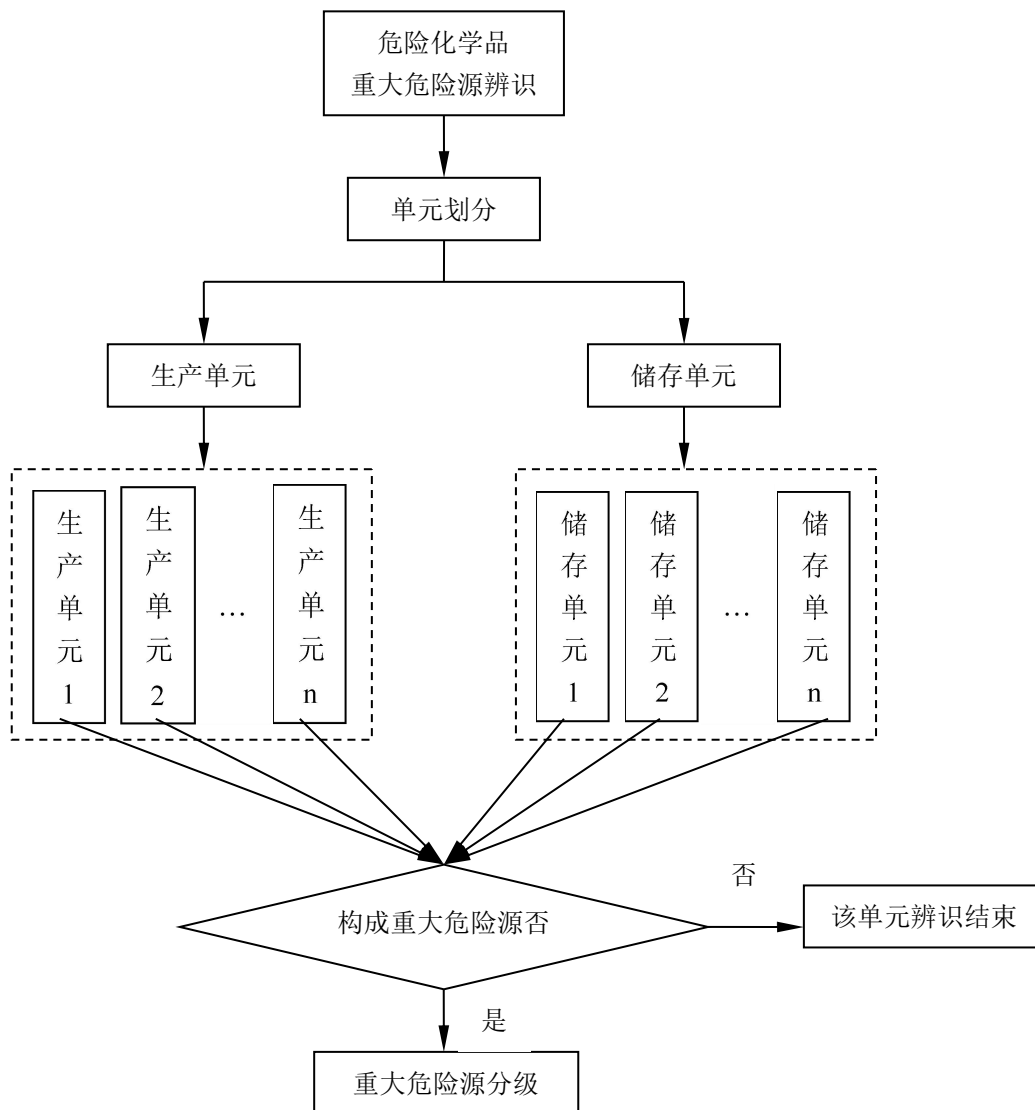 危险化学品
重大危险源辨识
单元划分
生产单元
储存单元
生产单元1
生产单元2
…
生产单元n
储存单元1
储存单元2
…
储存单元n
构成重大危险源否
否
该单元辨识结束
是
重大危险源分级